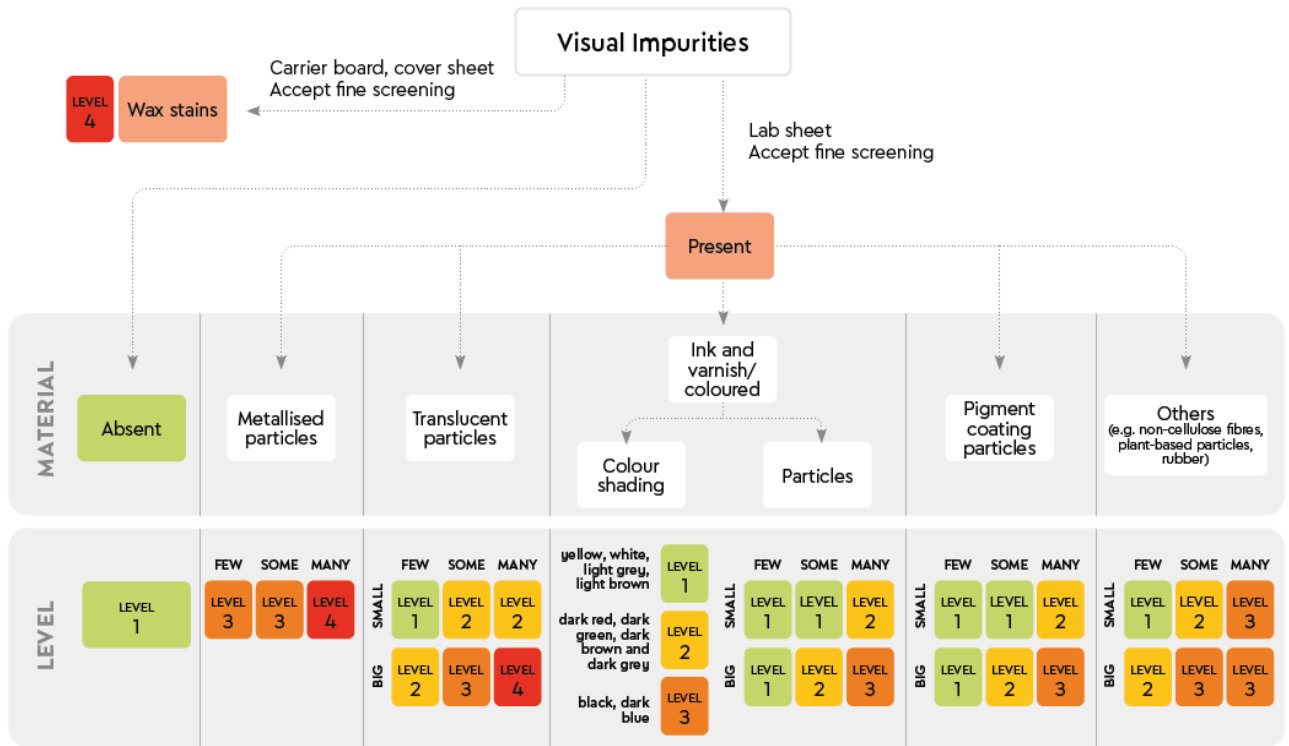 Visual Impurities
Carrier board, cover sheet
Accept fine screening
LEVEL
4
Wax stains
Lab sheet
Accept fine screening
Present
MATERIAL
Absent
Metallised
particles
Translucent
particles
Ink and
varnish/
coloured
Colour
shading
Particles
Pigment
coating
particles
Others
(e.g. non-cellulose fibres,
plant-based particles,
rubber)
LEVEL
LEVEL
1
FEW SOME MANY
LEVEL LEVEL LEVEL
3 3 4
FEW SOME MANY
SMALL
LEVEL LEVEL LEVEL
1 2 2
BIG
LEVEL LEVEL LEVEL
2 3 4
yellow, white,
light grey,
light brown
LEVEL
1
dark red, dark
green, dark
brown and
dark grey
LEVEL
2
black, dark
blue
LEVEL
3
FEW SOME MANY
SMALL
LEVEL LEVEL LEVEL
1 1 2
BIG
LEVEL LEVEL LEVEL
1 2 3
FEW SOME MANY
SMALL
LEVEL LEVEL LEVEL
1 1 2
BIG
LEVEL LEVEL LEVEL
1 2 3
FEW SOME MANY
SMALL
LEVEL LEVEL LEVEL
1 2 3
BIG
LEVEL LEVEL LEVEL
2 3 3